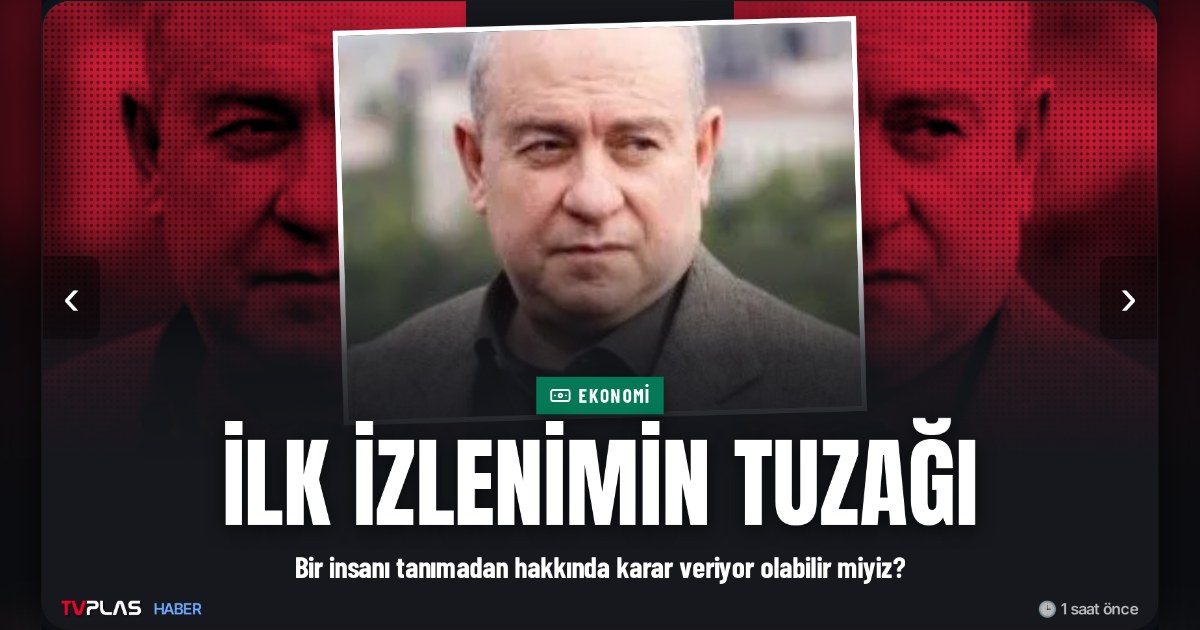 EKONOMİ
İLK İZLENİMİN TUZAĞI
Bir insanı tanımadan hakkında karar veriyor olabilir miyiz?
TVPLAS HABER
1 saat önce